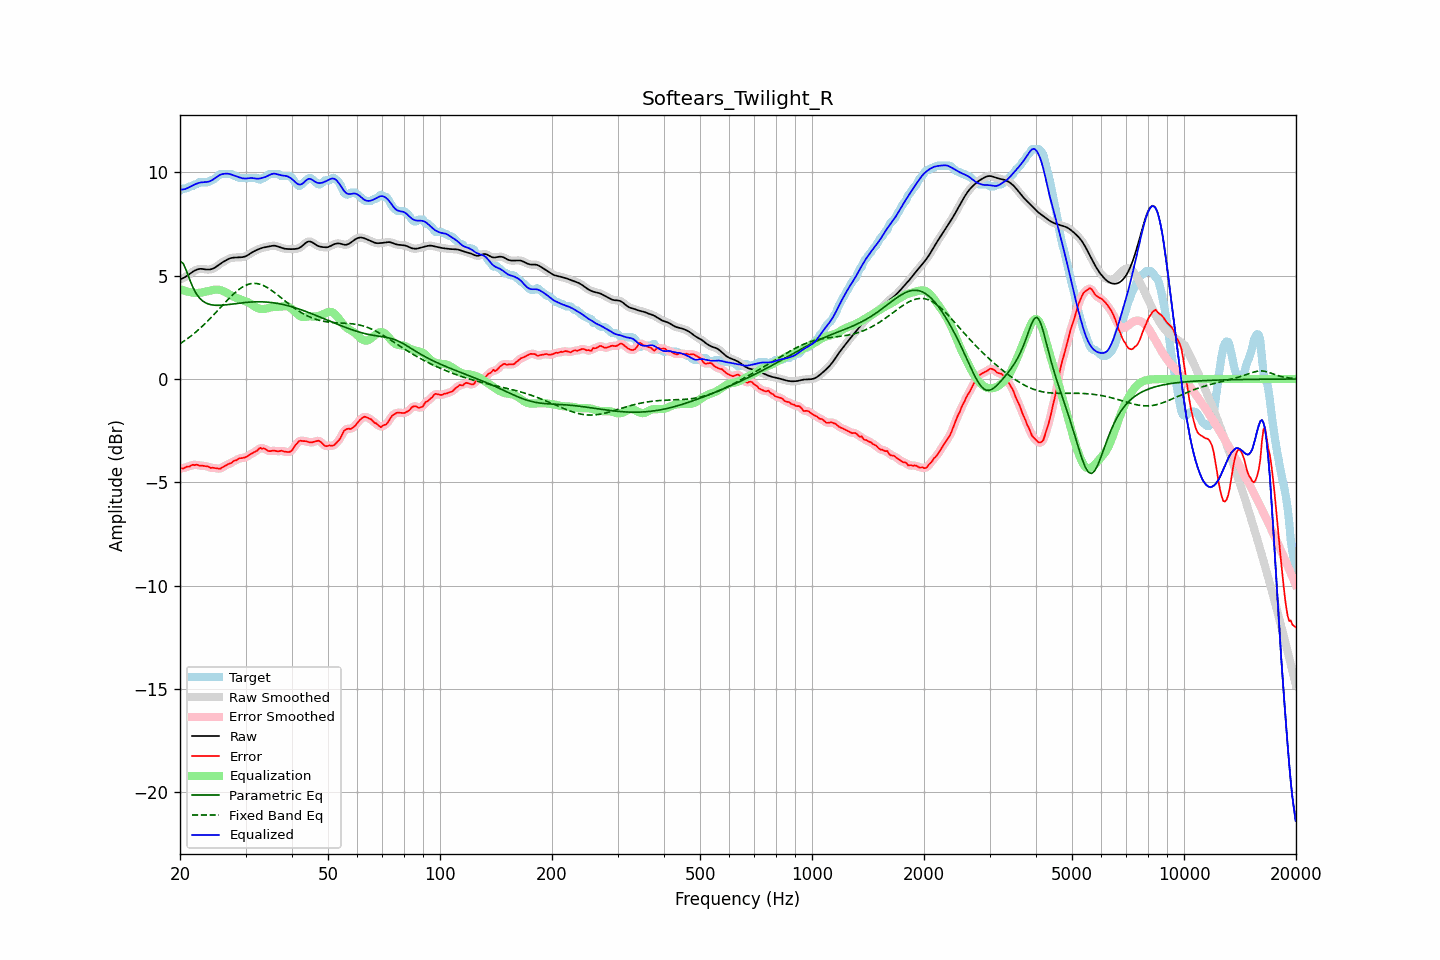 Softears_Twilight_R
Amplitude (dBr)
10
5
0
−5
−10
−15
−20
Target
Raw Smoothed
Error Smoothed
Raw
Error
Equalization
Parametric Eq
Fixed Band Eq
Equalized
20 50 100 200 500 1000 2000 5000 10000 20000
Frequency (Hz)